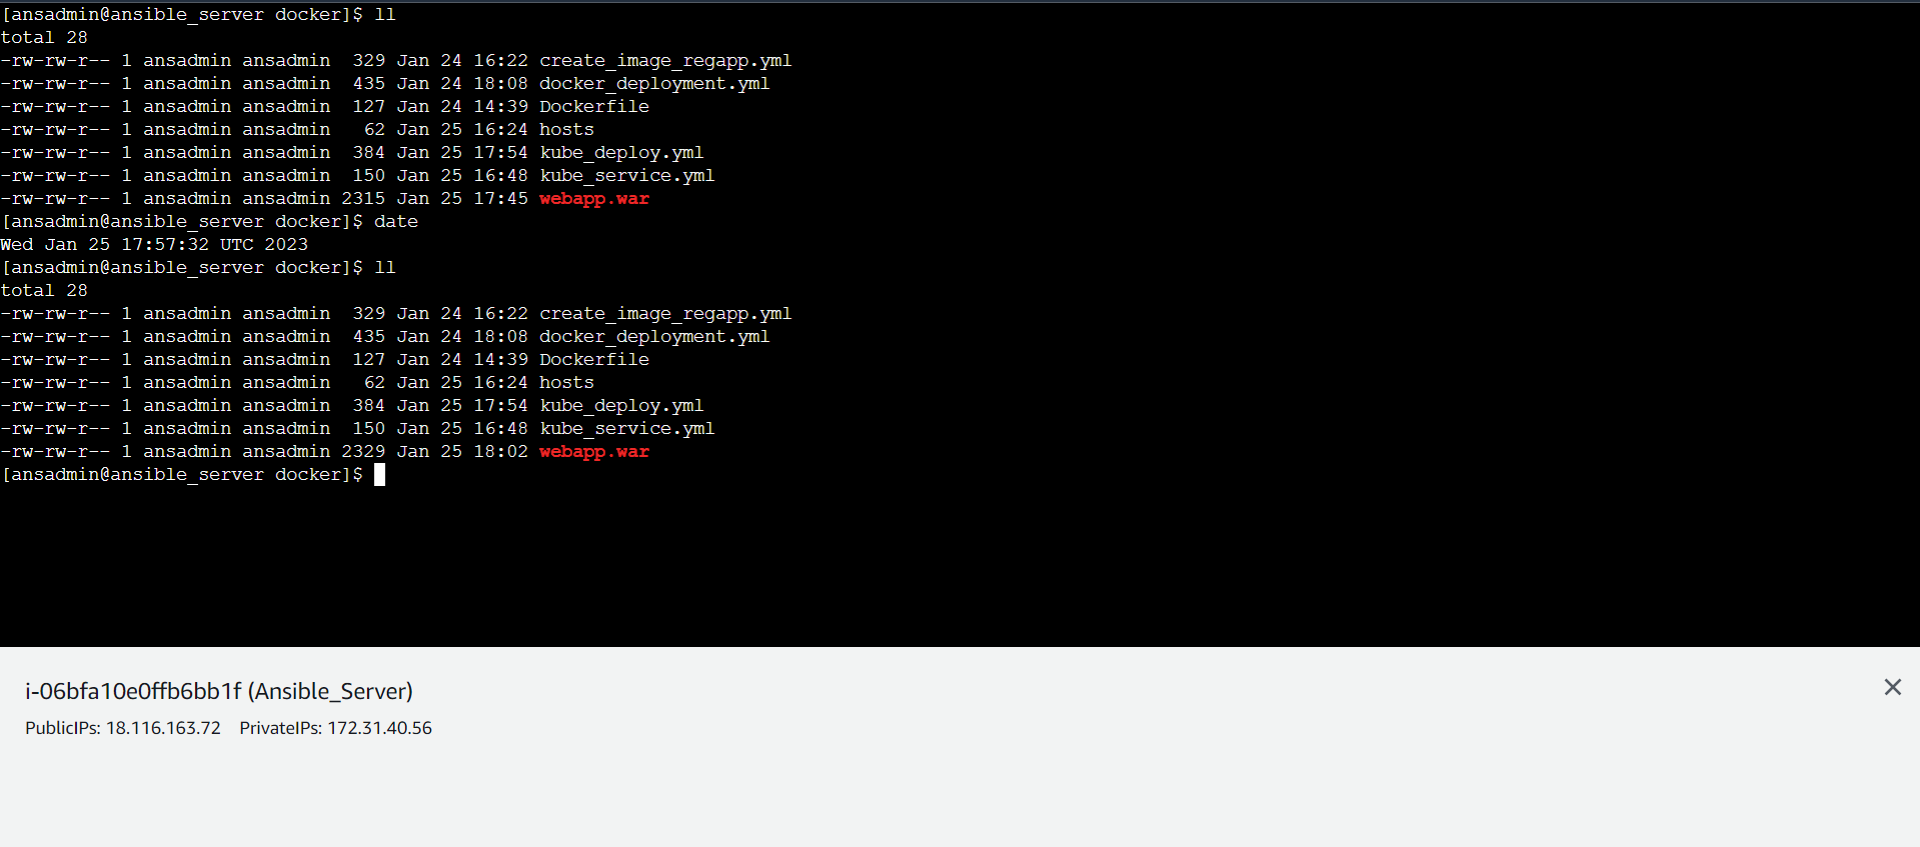 [ansadmin@ansible_server docker]$ ll
total 28
-rw-rw-r-- 1 ansadmin ansadmin  329 Jan 24 16:22 create_image_regapp.yml
-rw-rw-r-- 1 ansadmin ansadmin  435 Jan 24 18:08 docker_deployment.yml
-rw-rw-r-- 1 ansadmin ansadmin  127 Jan 24 14:39 Dockerfile
-rw-rw-r-- 1 ansadmin ansadmin   62 Jan 25 16:24 hosts
-rw-rw-r-- 1 ansadmin ansadmin  384 Jan 25 17:54 kube_deploy.yml
-rw-rw-r-- 1 ansadmin ansadmin  150 Jan 25 16:48 kube_service.yml
-rw-rw-r-- 1 ansadmin ansadmin 2315 Jan 25 17:45 webapp.war
[ansadmin@ansible_server docker]$ date
Wed Jan 25 17:57:32 UTC 2023
[ansadmin@ansible_server docker]$ ll
total 28
-rw-rw-r-- 1 ansadmin ansadmin  329 Jan 24 16:22 create_image_regapp.yml
-rw-rw-r-- 1 ansadmin ansadmin  435 Jan 24 18:08 docker_deployment.yml
-rw-rw-r-- 1 ansadmin ansadmin  127 Jan 24 14:39 Dockerfile
-rw-rw-r-- 1 ansadmin ansadmin   62 Jan 25 16:24 hosts
-rw-rw-r-- 1 ansadmin ansadmin  384 Jan 25 17:54 kube_deploy.yml
-rw-rw-r-- 1 ansadmin ansadmin  150 Jan 25 16:48 kube_service.yml
-rw-rw-r-- 1 ansadmin ansadmin 2329 Jan 25 18:02 webapp.war
[ansadmin@ansible_server docker]$
i-06bfa10e0ffb6bb1f (Ansible_Server)
PublicIPs: 18.116.163.72    PrivateIPs: 172.31.40.56